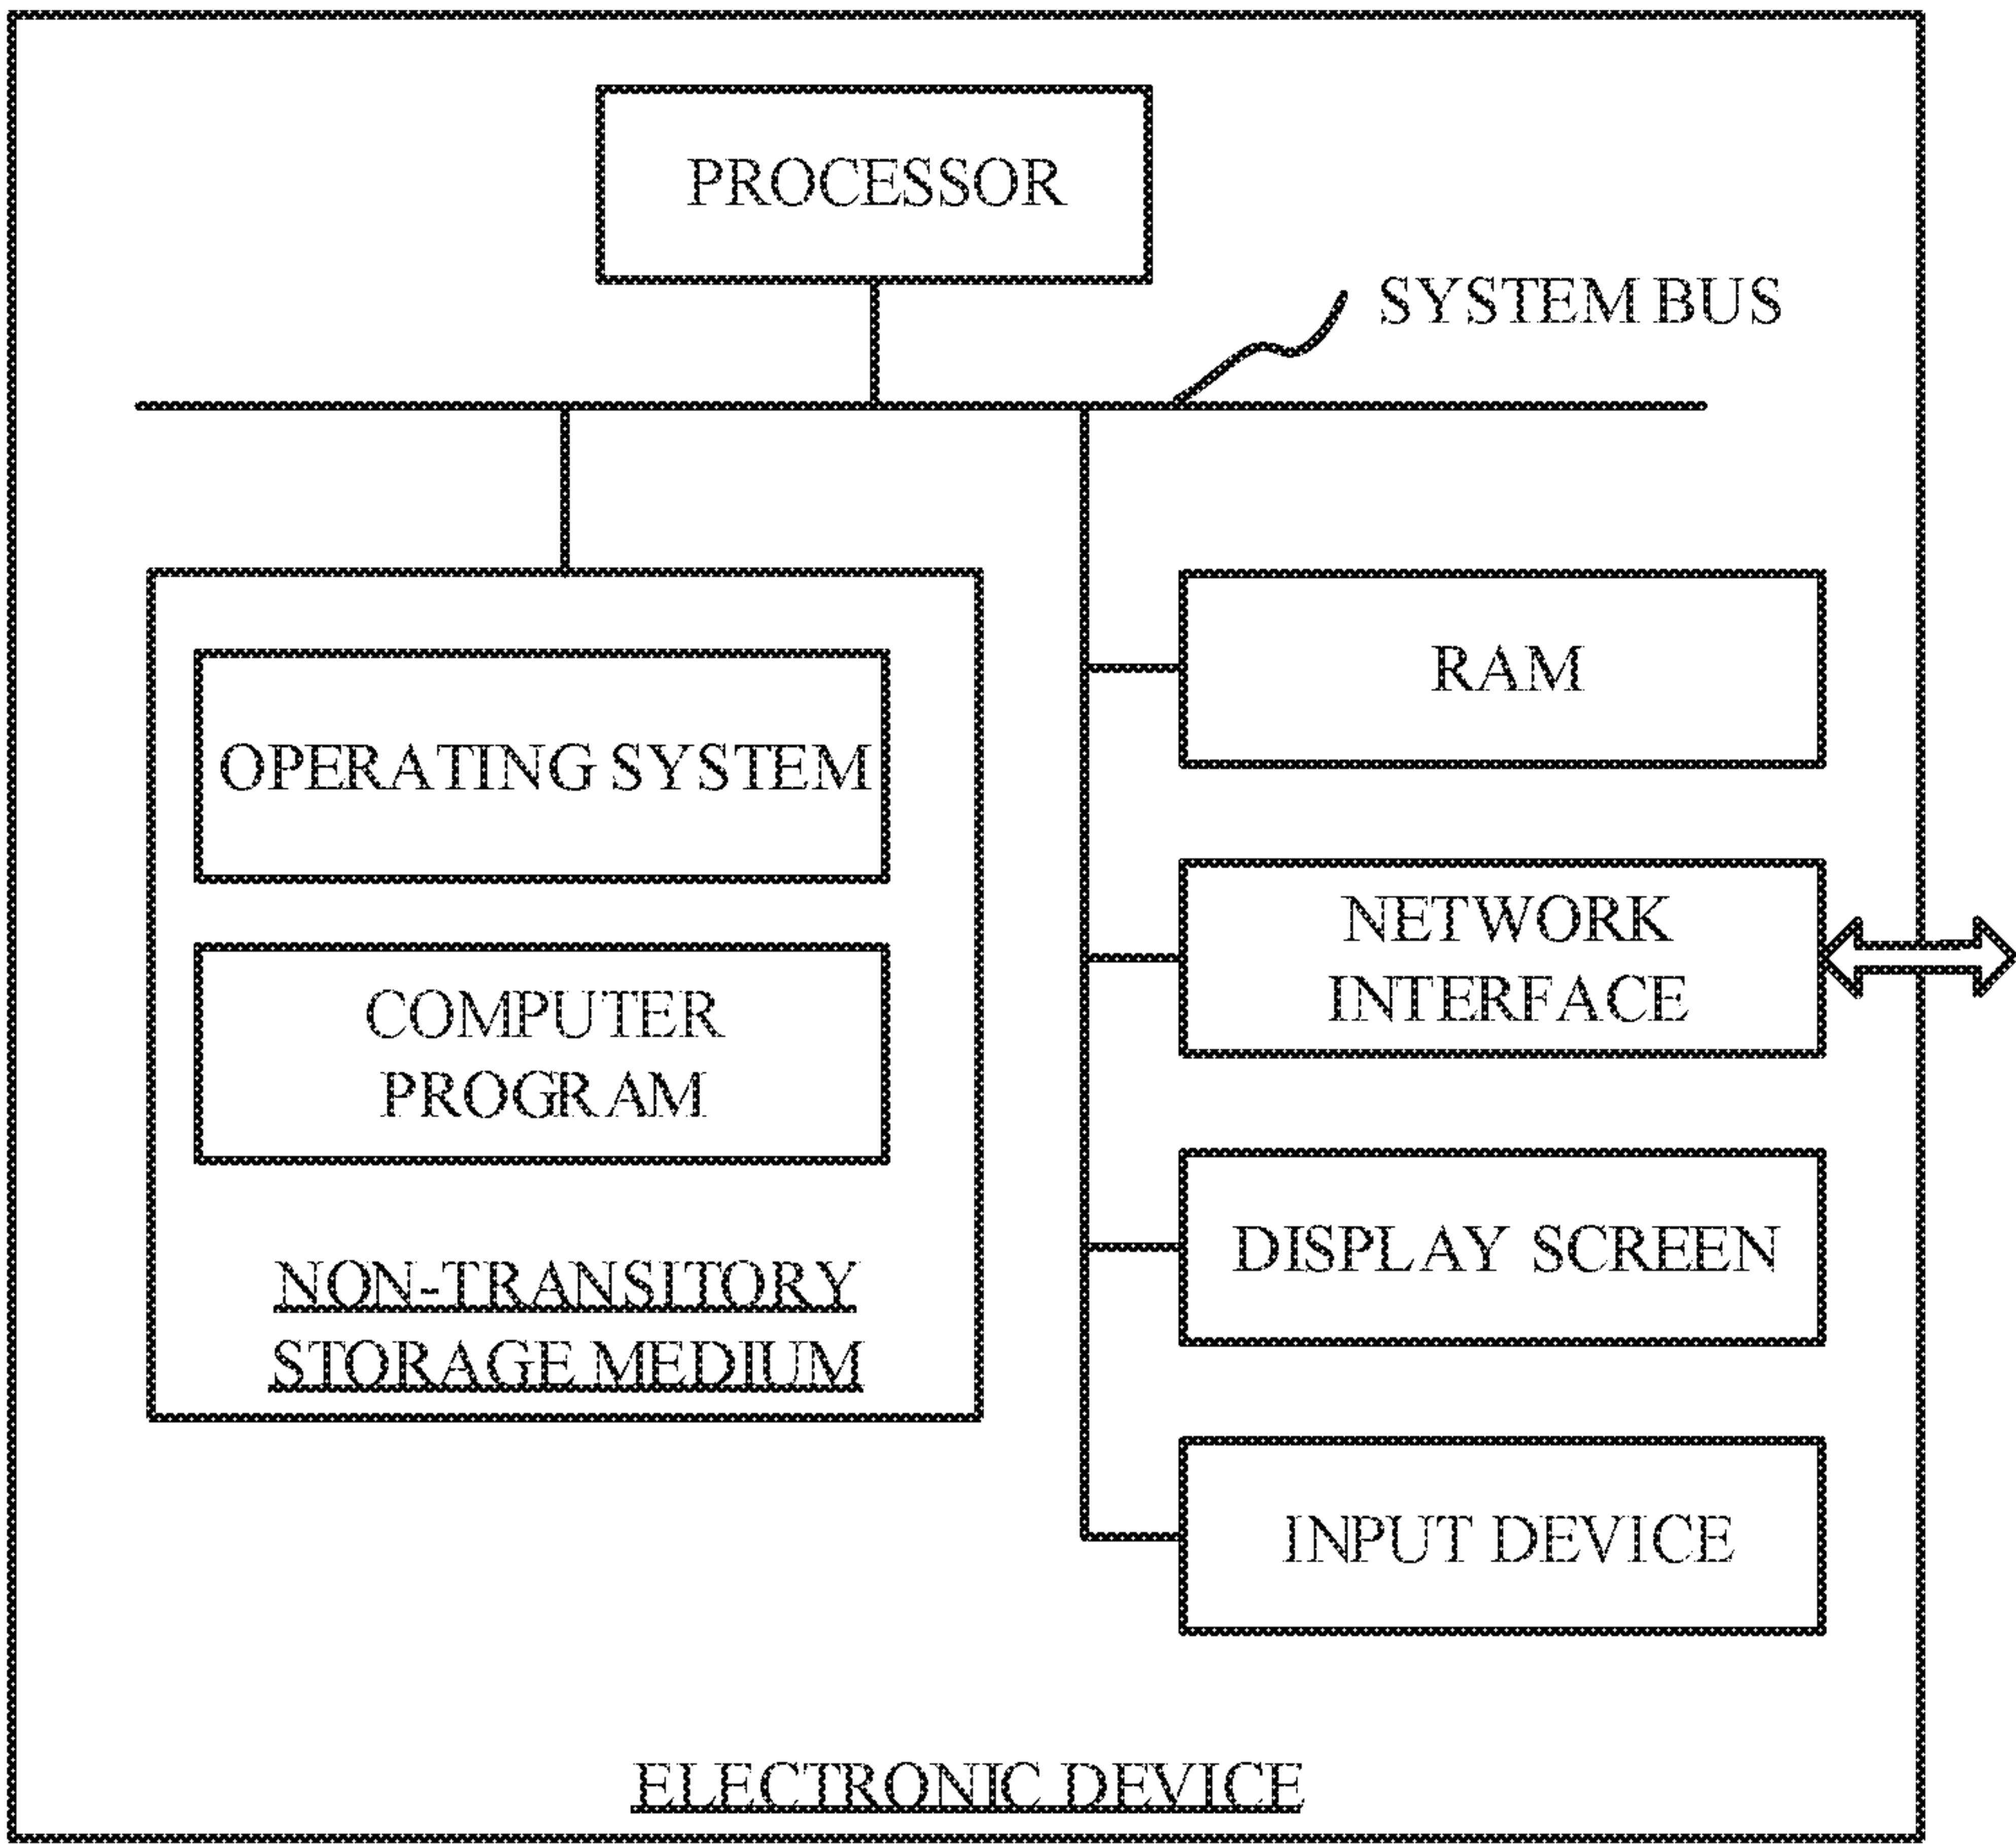 PROCESSOR
SYSTEM BUS
OPERATING SYSTEM
COMPUTER
PROGRAM
NON-TRANSITORY
STORAGE MEDIUM
RAM
NETWORK
INTERFACE
DISPLAY SCREEN
INPUT DEVICE
ELECTRONIC DEVICE